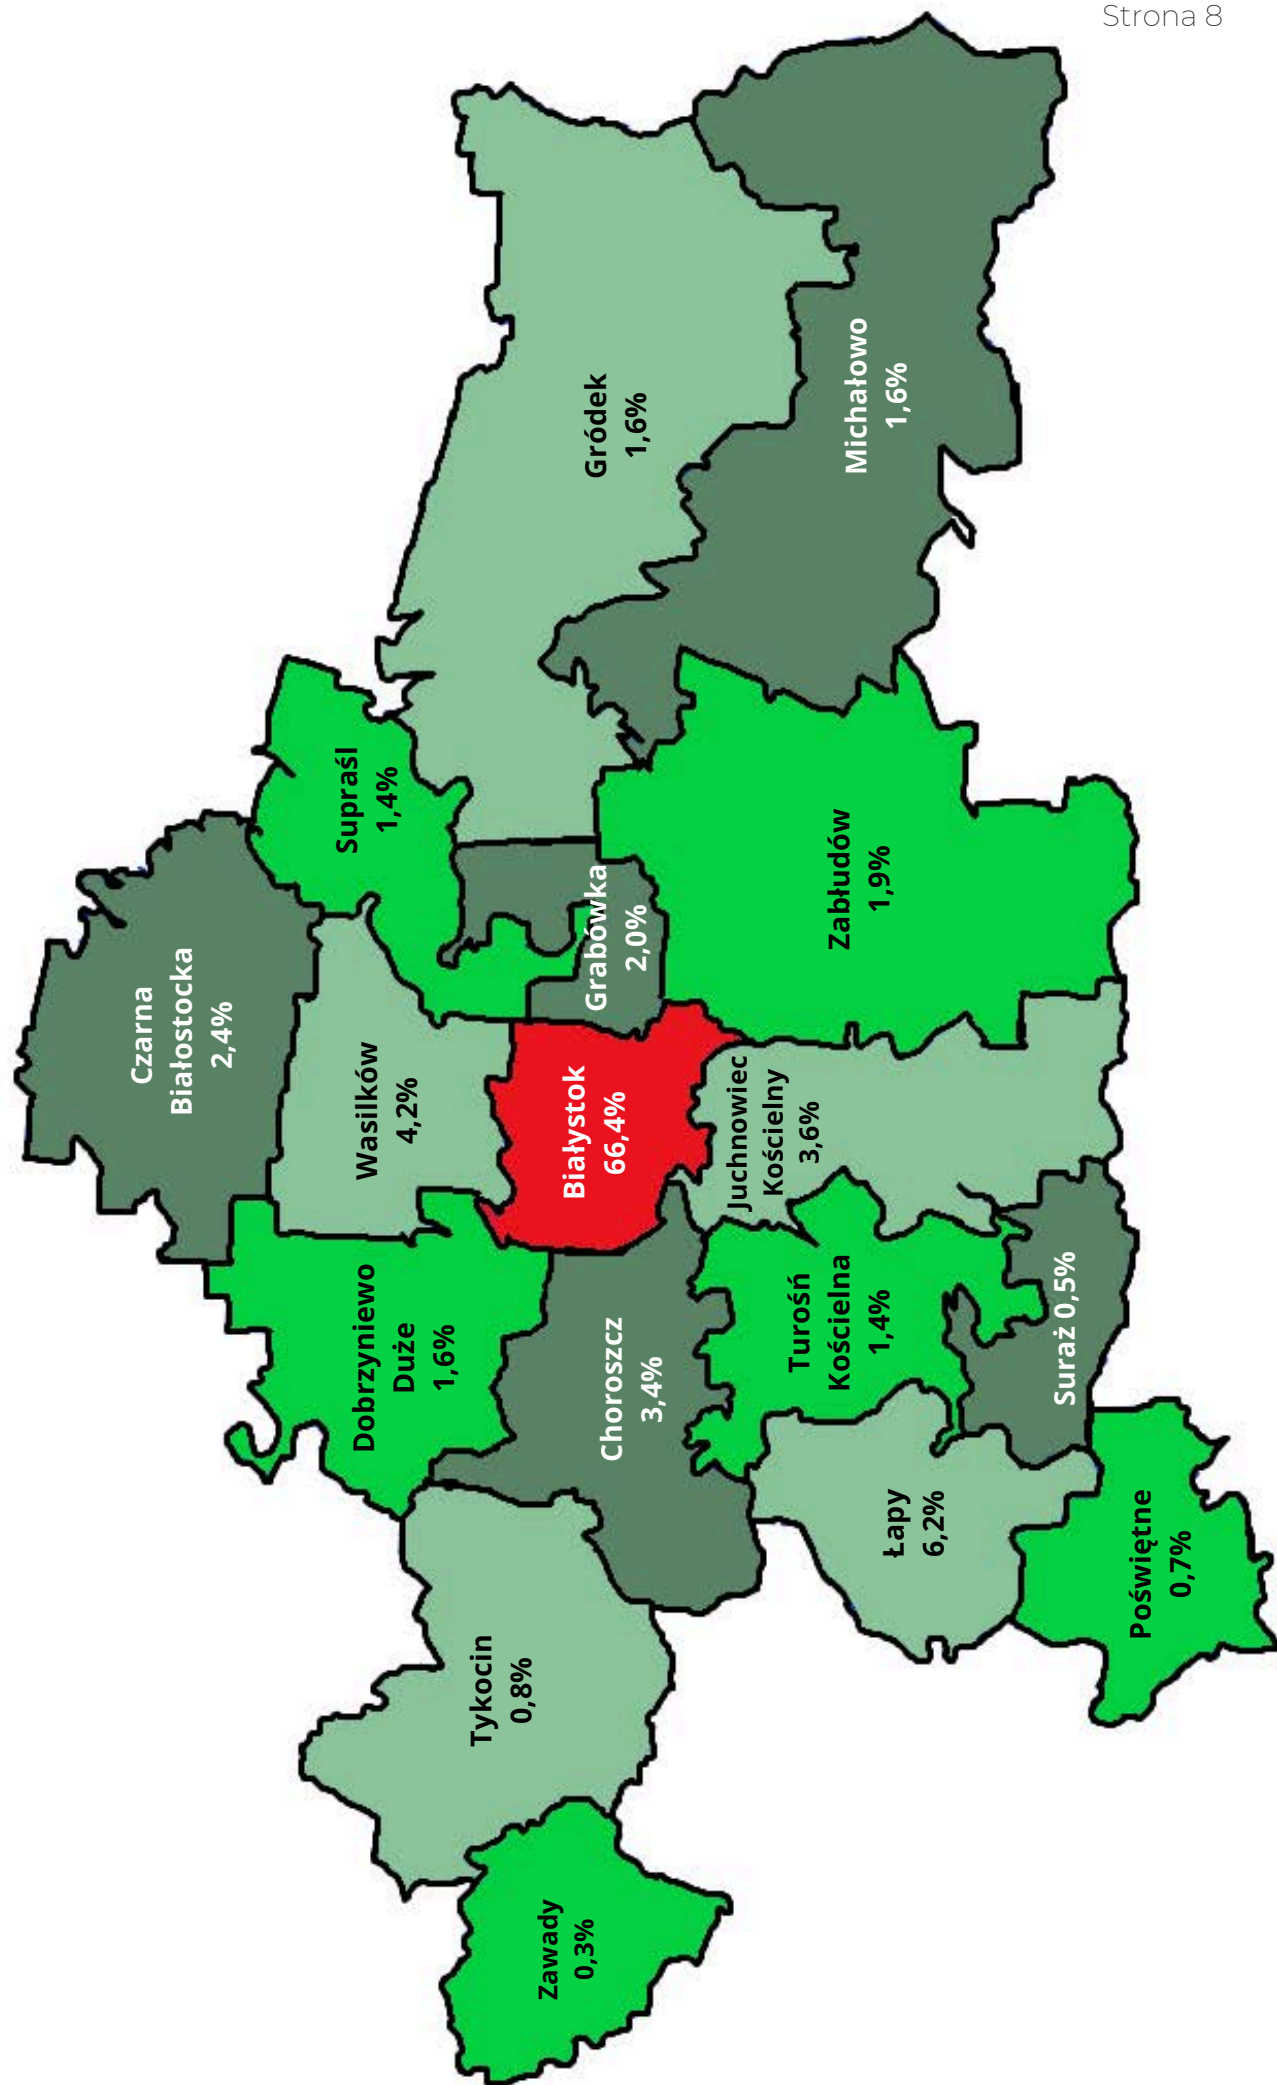 Strona 8
Czarna
Białostocka
2,4%
Supraśl
1,4%
Gródek
1,6%
Michałowo
1,6%
Wasilków
4,2%
Grabówka
2,0%
Zabłudów
1,9%
Białystok
66,4%
Juchnowiec
Kościelny
3,6%
Dobrzyniewo
Duże
1,6%
Choroszcz
3,4%
Turośń
Kościelna
1,4%
Suraż 0,5%
Łapy
6,2%
Poświętne
0,7%
Tykocin
0,8%
Zawady
0,3%